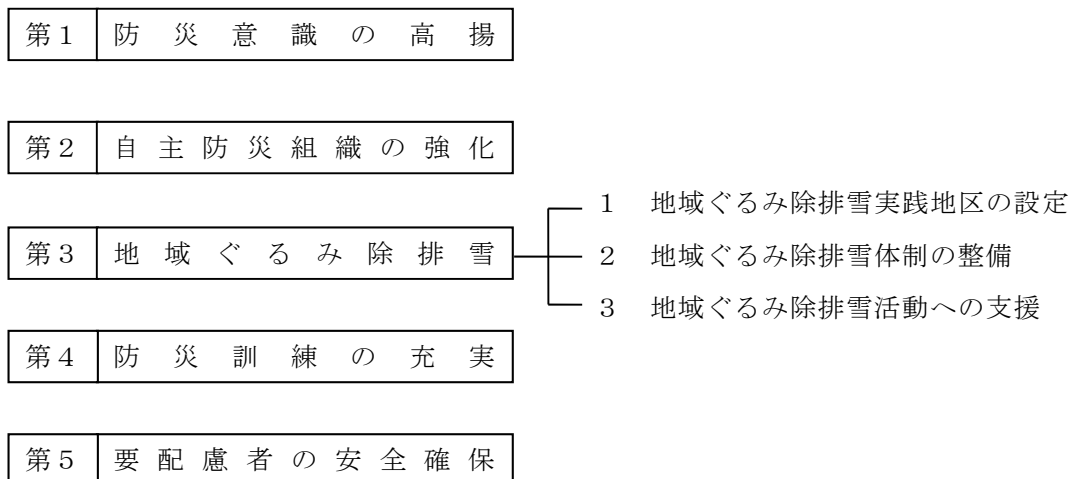 第１ 防災意識の高揚
第２ 自主防災組織の強化
１ 地域ぐるみ除排雪実践地区の設定
第３ 地域ぐるみ除排雪
２ 地域ぐるみ除排雪体制の整備
３ 地域ぐるみ除排雪活動への支援
第４ 防災訓練の充実
第５ 要配慮者の安全確保